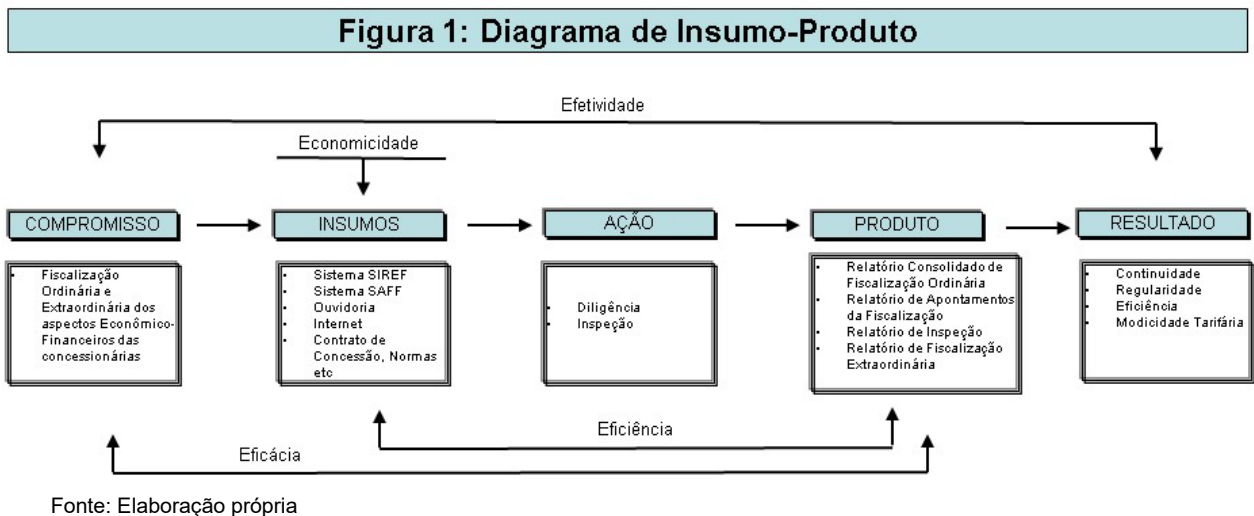 Figura 1: Diagrama de Insumo-Produto
Efetividade
Economicidade
COMPROMISSO
INSUMOS
AÇÃO
PRODUTO
RESULTADO
• Fiscalização
Ordinária e
Extraordinária dos
aspectos Econômico-
Financeiros das
concessionárias
• Sistema SIREF
• Sistema SAFF
• Ouvidoria
• Internet
• Contrato de
Concessão, Normas
etc
• Diligência
• Inspeção
• Relatório Consolidado de
Fiscalização Ordinária
• Relatório de Apontamentos
da Fiscalização
• Relatório de Inspeção
• Relatório de Fiscalização
Extraordinária
• Continuidade
• Regularidade
• Eficiência
• Modicidade Tarifária
Eficiência
Eficácia
Fonte: Elaboração própria